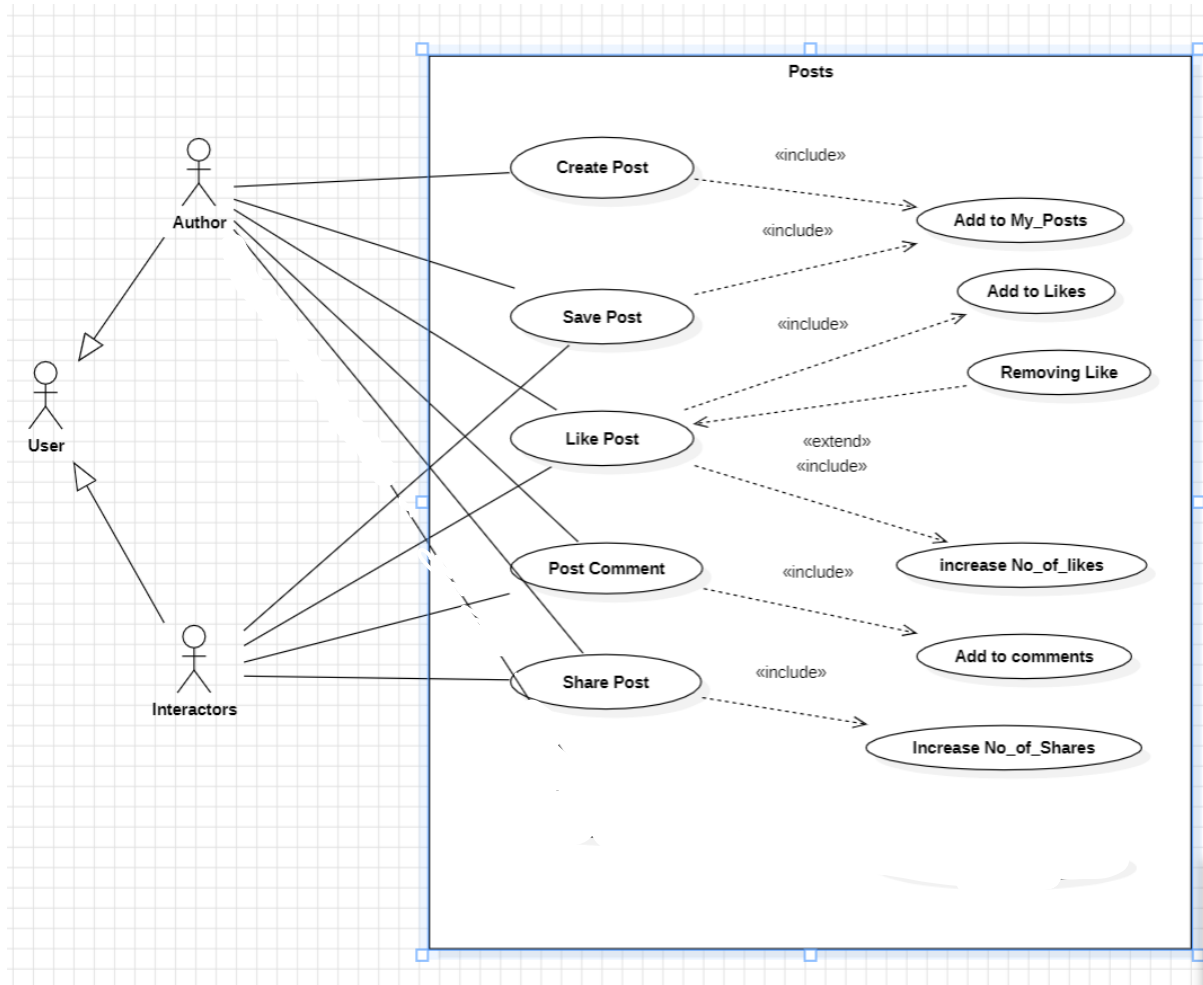 Posts
Create Post
«include»
Author
Add to My_Posts
«include»
Add to Likes
Save Post
«include»
Removing Like
User
Like Post
«extend»
«include»
Post Comment
«include»
increase No_of_likes
Add to comments
Share Post
«include»
Interactors
Increase No_of_Shares